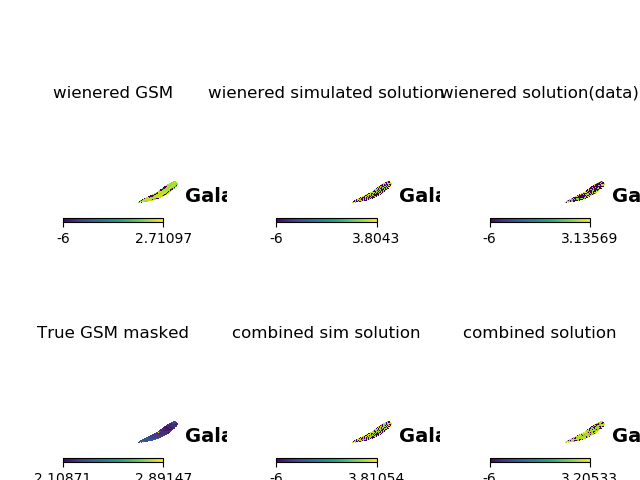 wienered GSM
wienered simulated solution
wienered solution(data)
Gala
Gala
Ga
-6 2.71097
-6 3.8043
-6 3.13569
True GSM masked
combined sim solution
combined solution
Gala
Gala
Ga
2.10871 2.89147
-6 3.81054
-6 3.20533